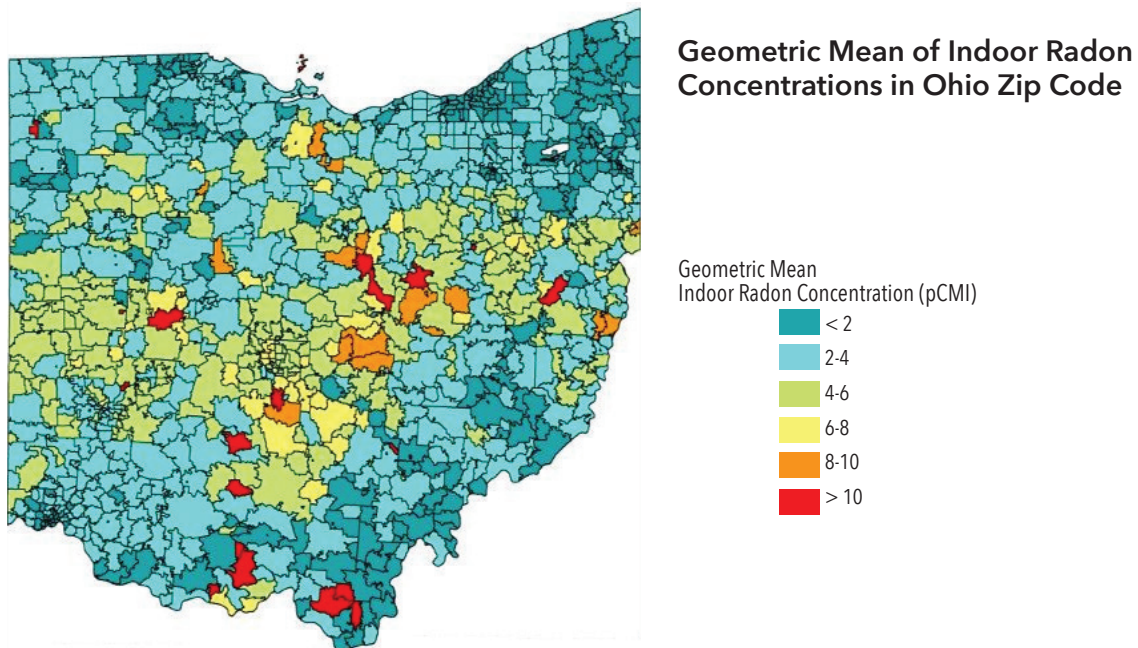 Geometric Mean of Indoor Radon
Concentrations in Ohio Zip Code
Geometric Mean
Indoor Radon Concentration (pCMI)
< 2
2-4
4-6
6-8
8-10
> 10